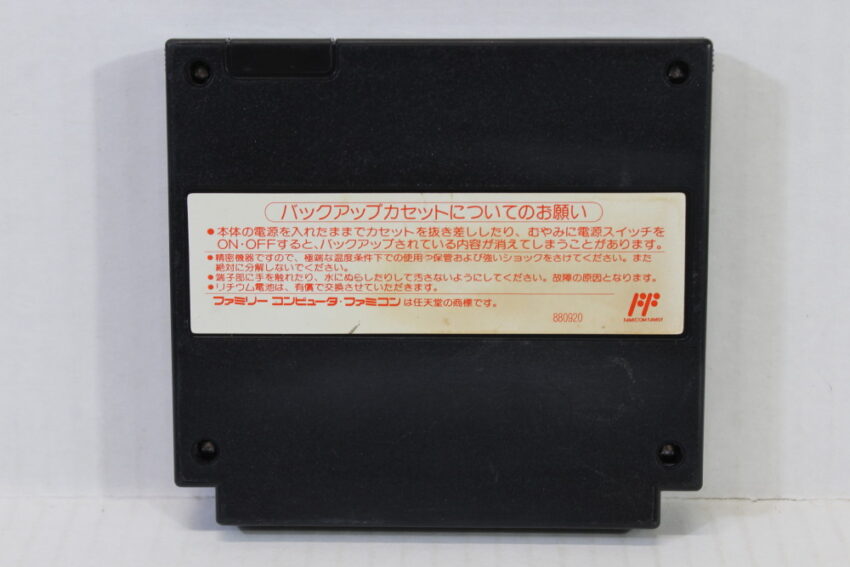 バックアップカセットについてのお願い
●本体の電源を入れたままでカセットを抜き差ししたり、むやみに電源スイッチを
ON・OFFすると、バックアップされている内容が消えてしまうことがあります。
●精密機器ですので、極端な温度条件下での使用や保管および強いショックをさけてください。また
絶対に分解しないでください。
●端子部に手を触れたり、水にぬらしたりして汚さないようにしてください。故障の原因となります。
●リチウム電池は、有償で交換させていただきます。
ファミリーコンピュータ・ファミコンは任天堂の商標です。
880920